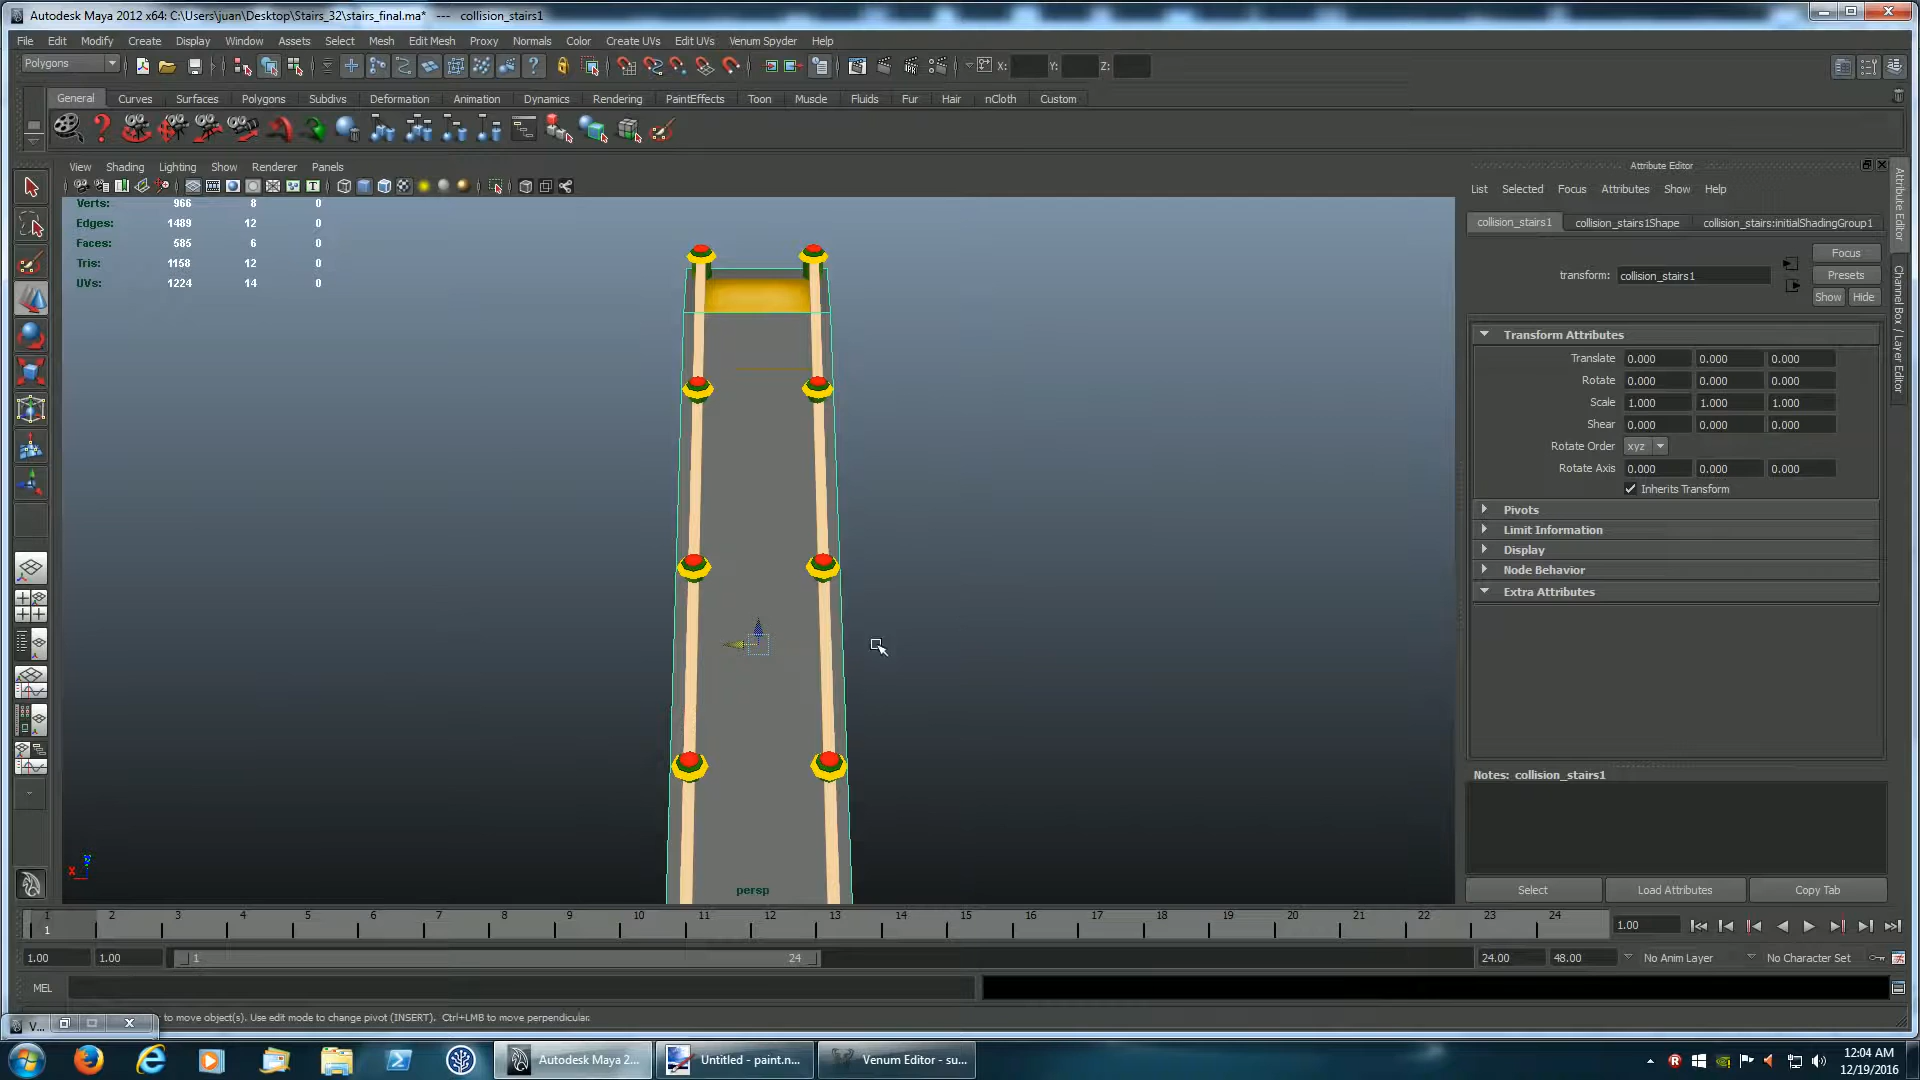 Autodesk Maya 2012 x64: C:\Users\juan\Desktop\Stairs_32\stairs_final.ma*   ---   collision_stairs1
File Edit Modify Create Display Window Assets Select Mesh Edit Mesh Proxy Normals Color Create UVs Edit UVs Venum Spyder Help
Polygons X: Y: Z:
General Curves Surfaces Polygons Subdivs Deformation Animation Dynamics Rendering PaintEffects Toon Muscle Fluids Fur Hair nCloth Custom
View Shading Lighting Show Renderer Panels
Verts: 966 8 0
Edges: 1489 12 0
Faces: 585 6 0
Tris: 1158 12 0
UVs: 1224 14 0
persp
Attribute Editor
List Selected Focus Attributes Show Help
collision_stairs1 collision_stairs1Shape collision_stairs:initialShadingGroup1
Focus
transform: collision_stairs1 Presets
Show Hide
Transform Attributes
Translate 0.000 0.000 0.000
Rotate 0.000 0.000 0.000
Scale 1.000 1.000 1.000
Shear 0.000 0.000 0.000
Rotate Order xyz
Rotate Axis 0.000 0.000 0.000
Inherits Transform
Pivots
Limit Information
Display
Node Behavior
Extra Attributes
Notes: collision_stairs1
Select Load Attributes Copy Tab
Attribute Editor
Channel Box / Layer Editor
1 2 3 4 5 6 7 8 9 10 11 12 13 14 15 16 17 18 19 20 21 22 23 24
1 1.00
1.00 1.00 1 24 24.00 48.00 No Anim Layer No Character Set
MEL
V... to move object(s). Use edit mode to change pivot (INSERT). Ctrl+LMB to move perpendicular.
Autodesk Maya 2... Untitled - paint.n... Venum Editor - su...
12:04 AM
12/19/2016